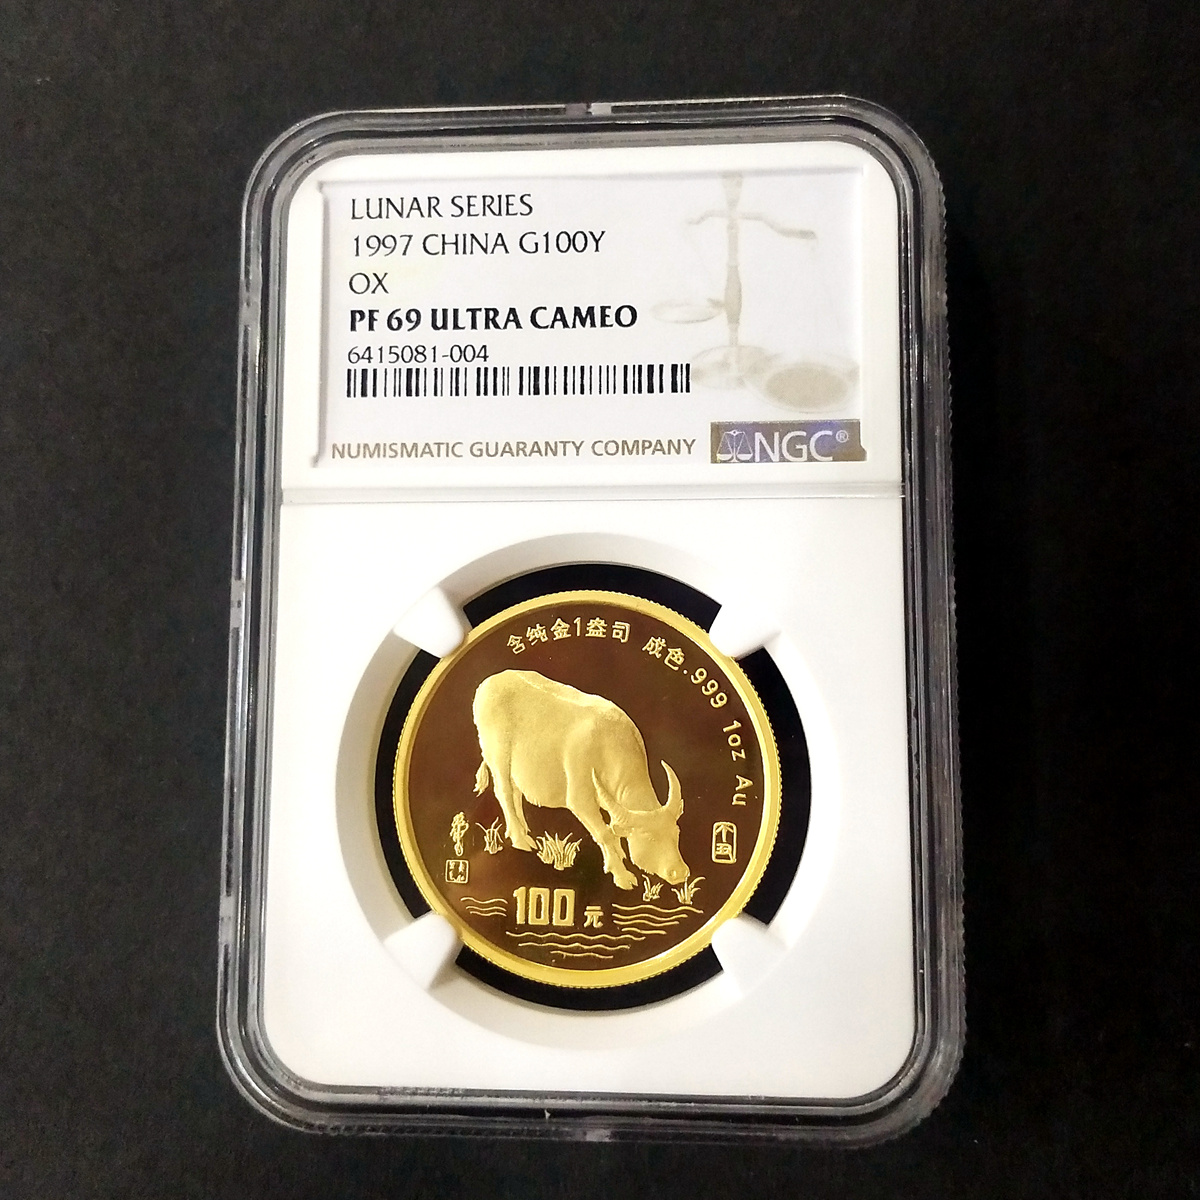 LUNAR SERIES
1997 CHINA G100Y
OX
PF 69 ULTRA CAMEO
6415081-004
NUMISMATIC GUARANTY COMPANY
NGC®
含纯金1盎司 成色.999 1oz Au
100元